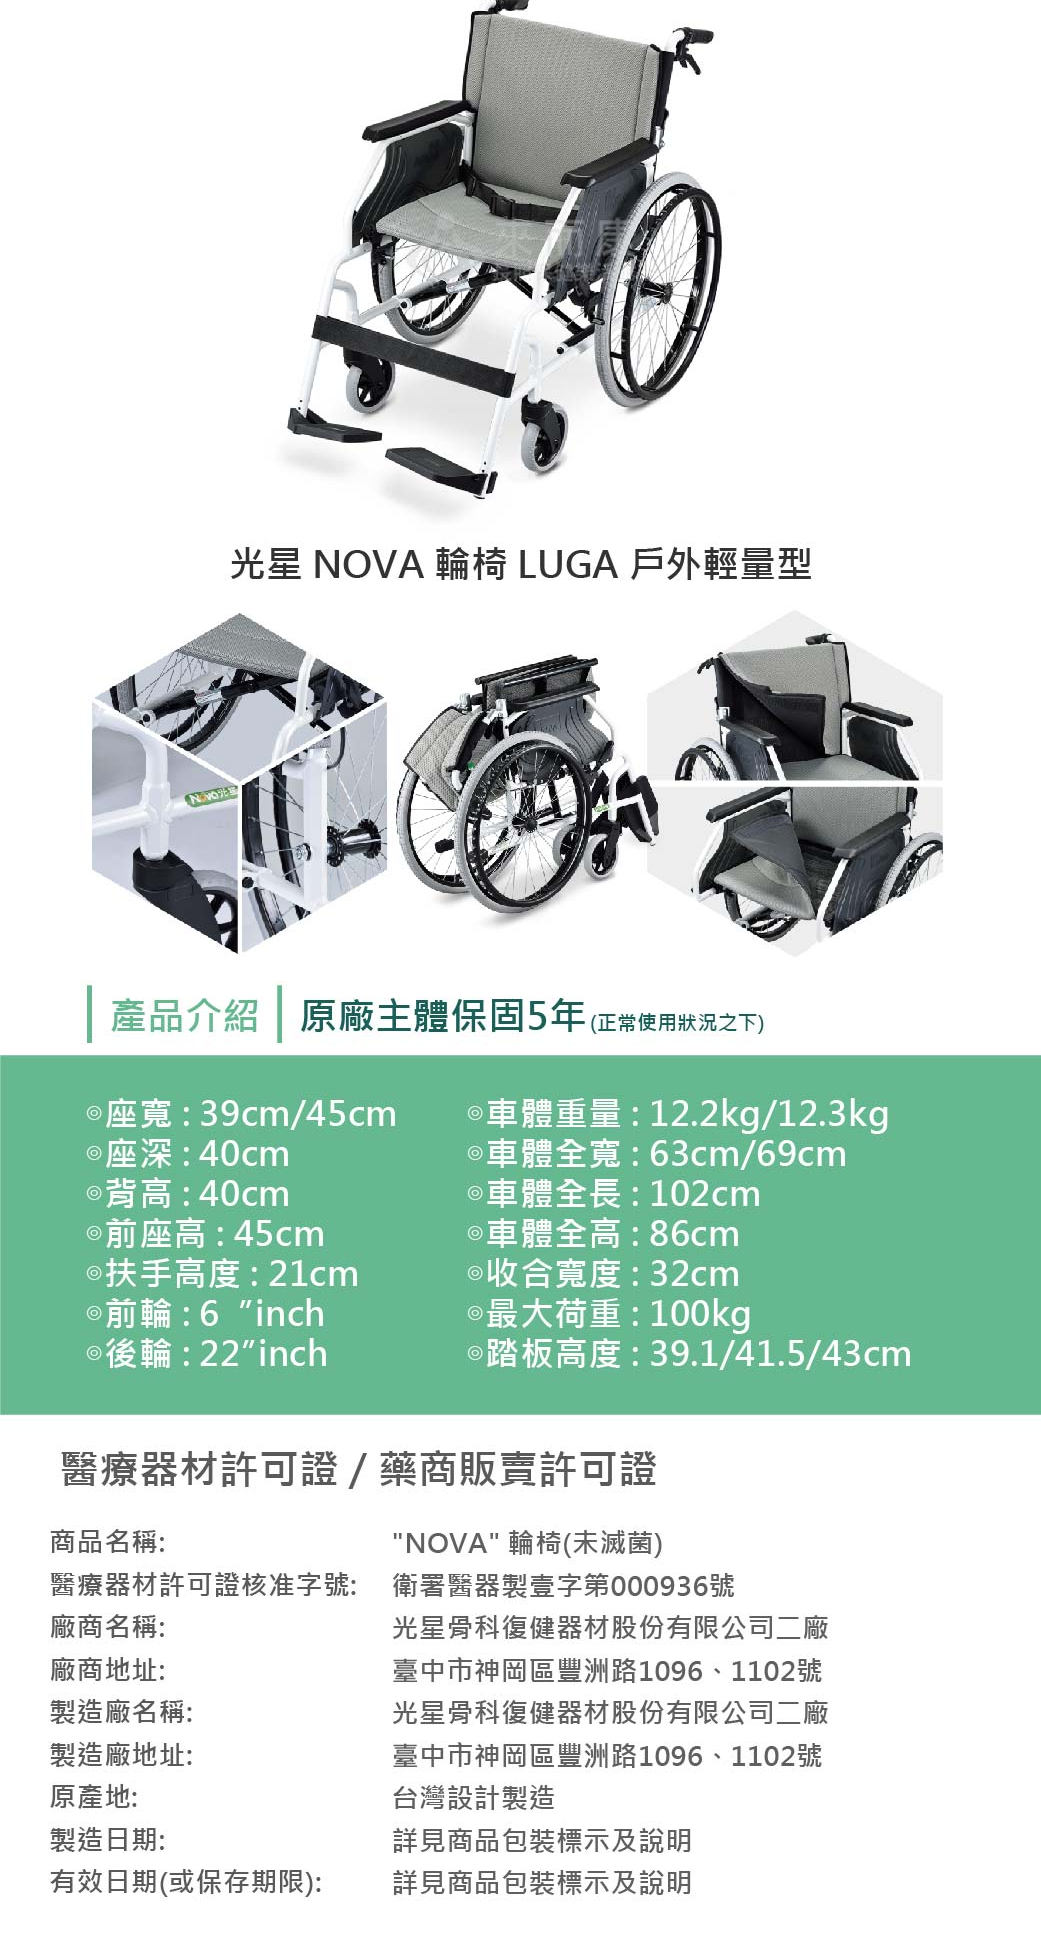 來而康
光星 NOVA 輪椅 LUGA 戶外輕量型
Nova光星
產品介紹 原廠主體保固5年(正常使用狀況之下)
◎座寬 : 39cm/45cm
◎座深 : 40cm
◎背高 : 40cm
◎前座高 : 45cm
◎扶手高度 : 21cm
◎前輪 : 6 ″inch
◎後輪 : 22″inch
◎車體重量 : 12.2kg/12.3kg
◎車體全寬 : 63cm/69cm
◎車體全長 : 102cm
◎車體全高 : 86cm
◎收合寬度 : 32cm
◎最大荷重 : 100kg
◎踏板高度 : 39.1/41.5/43cm
醫療器材許可證 / 藥商販賣許可證
商品名稱: "NOVA" 輪椅(未滅菌)
醫療器材許可證核准字號: 衛署醫器製壹字第000936號
廠商名稱: 光星骨科復健器材股份有限公司二廠
廠商地址: 臺中市神岡區豐洲路1096、1102號
製造廠名稱: 光星骨科復健器材股份有限公司二廠
製造廠地址: 臺中市神岡區豐洲路1096、1102號
原產地: 台灣設計製造
製造日期: 詳見商品包裝標示及說明
有效日期(或保存期限): 詳見商品包裝標示及說明